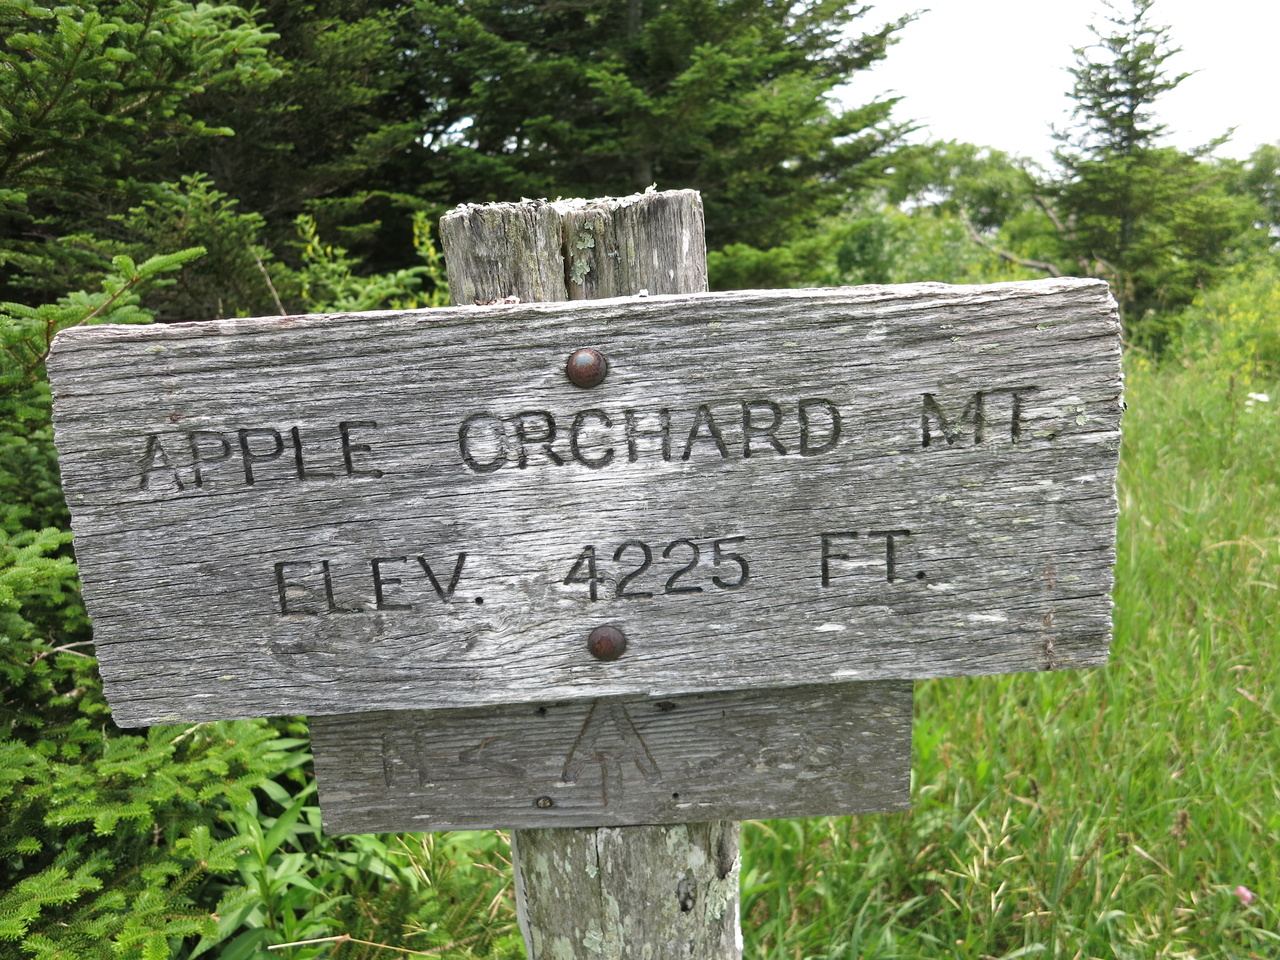 APPLE ORCHARD MT.
ELEV. 4225 FT.